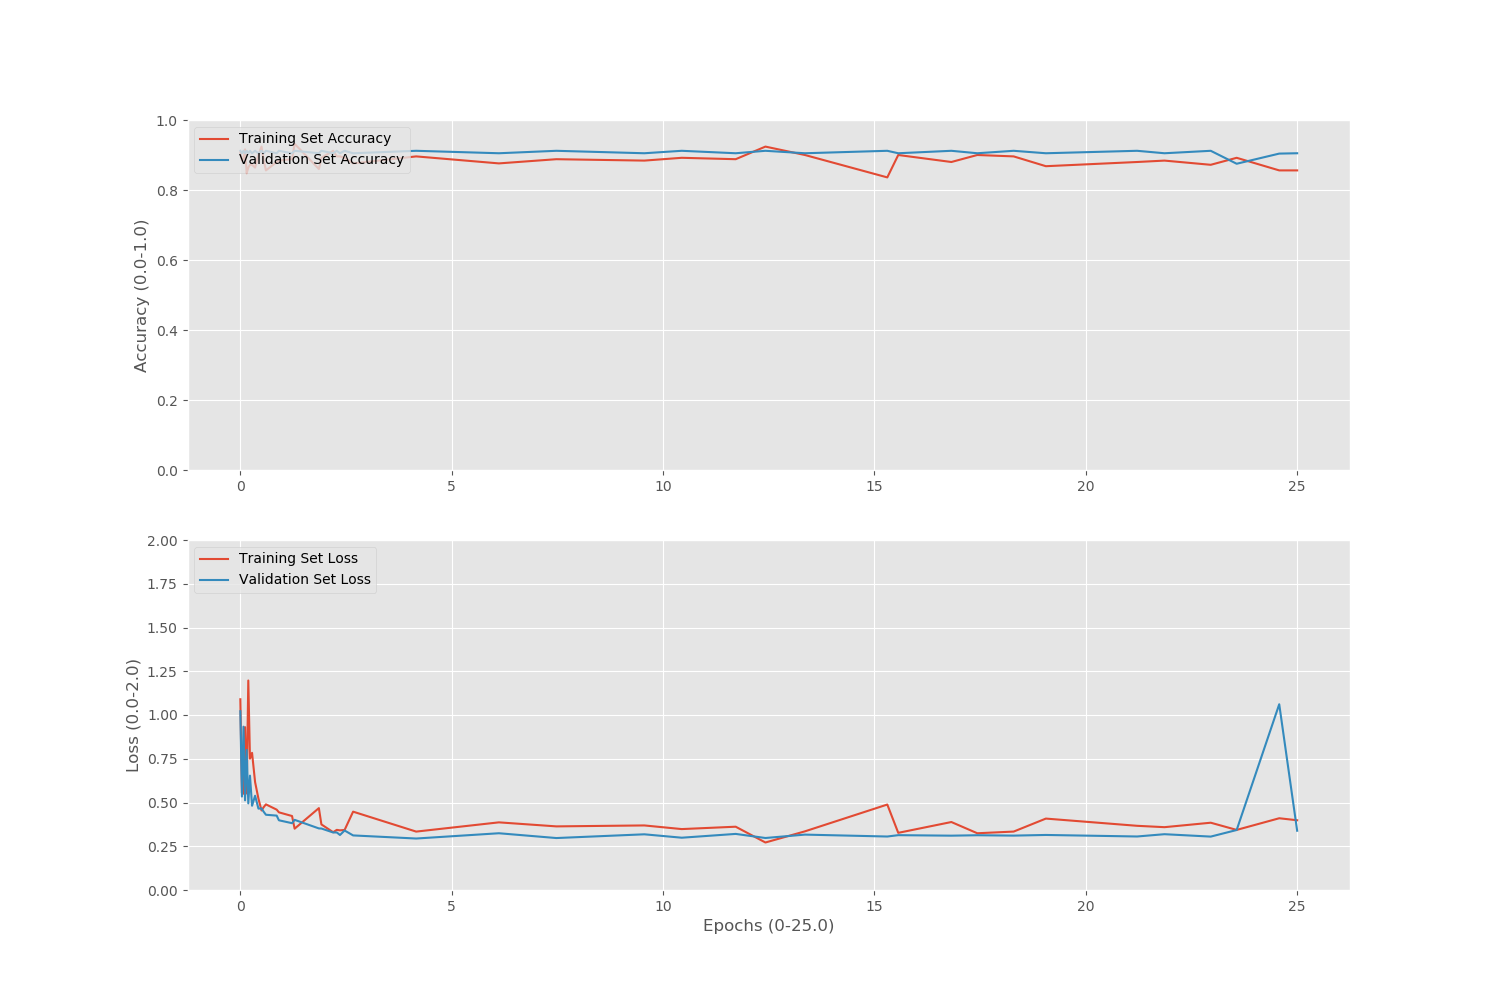 1.0
Training Set Accuracy
Validation Set Accuracy
0.8
0.6
0.4
0.2
0.0
Accuracy (0.0-1.0)
0 5 10 15 20 25
2.00
Training Set Loss
Validation Set Loss
1.75
1.50
1.25
1.00
0.75
0.50
0.25
0.00
Loss (0.0-2.0)
0 5 10 15 20 25
Epochs (0-25.0)